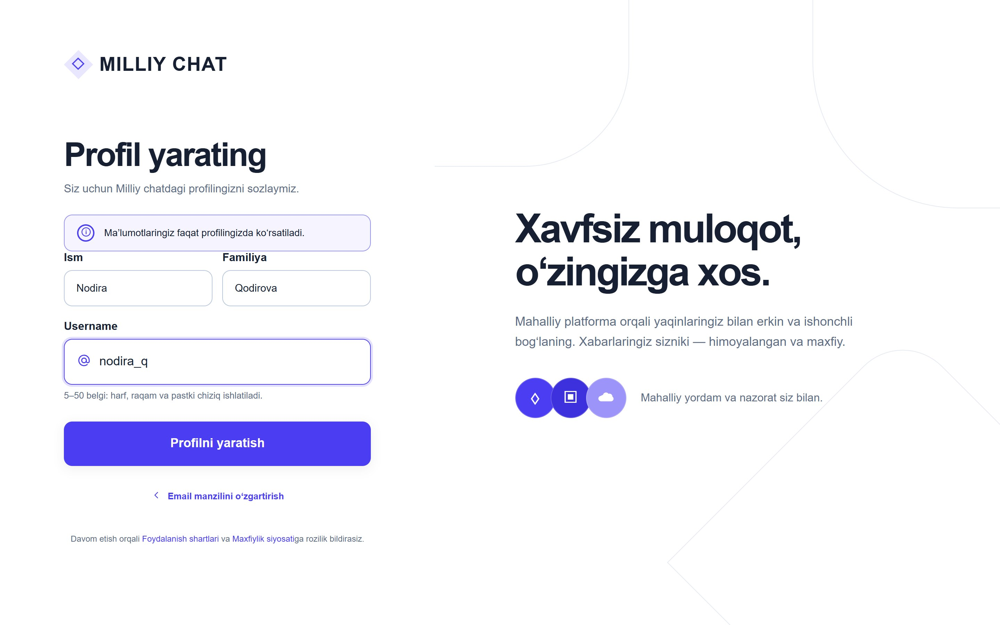 MILLIY CHAT
Profil yarating
Siz uchun Milliy chatdagi profilingizni sozlaymiz.
Ma’lumotlaringiz faqat profilingizda ko‘rsatiladi.
Ism
Familiya
Nodira
Qodirova
Username
@ nodira_q
5–50 belgi: harf, raqam va pastki chiziq ishlatiladi.
Profilni yaratish
Email manzilini o‘zgartirish
Davom etish orqali Foydalanish shartlari va Maxfiylik siyosatiga rozilik bildirasiz.
Xavfsiz muloqot,
o‘zingizga xos.
Mahalliy platforma orqali yaqinlaringiz bilan erkin va ishonchli
bog‘laning. Xabarlaringiz sizniki — himoyalangan va maxfiy.
Mahalliy yordam va nazorat siz bilan.